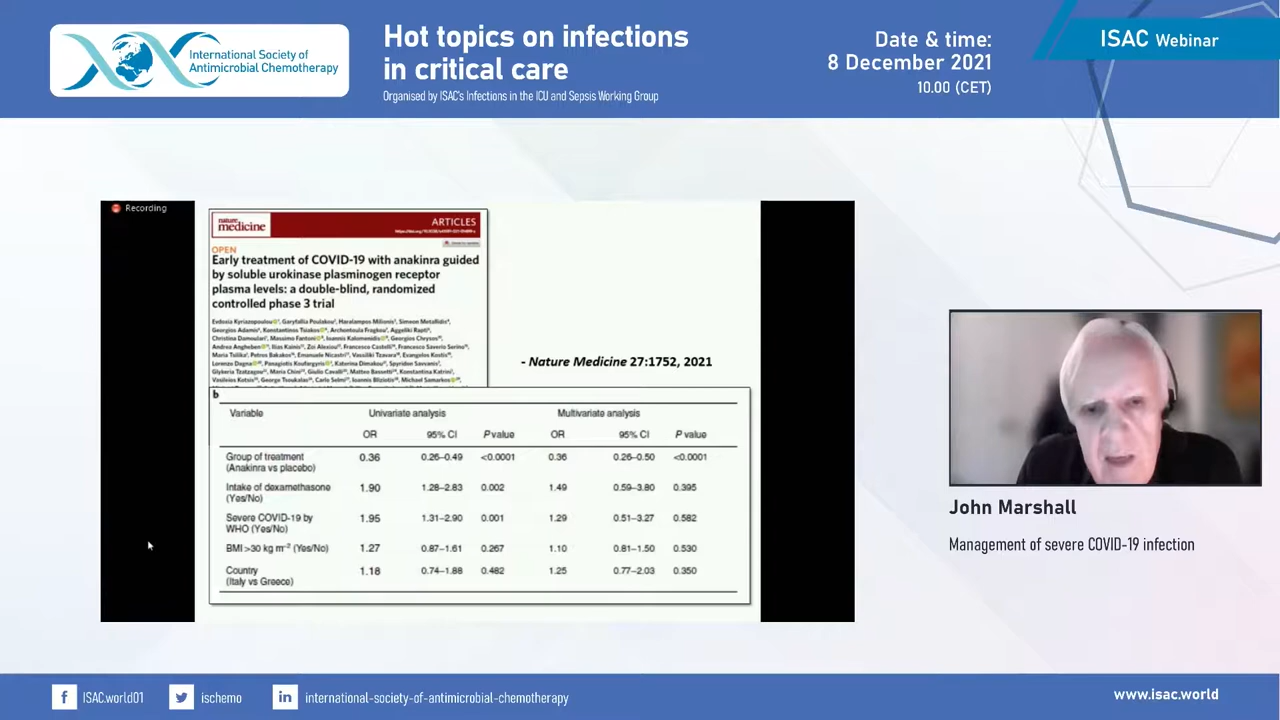 International Society of
Antimicrobial Chemotherapy
Hot topics on infections
in critical care
Organised by ISAC's Infections in the ICU and Sepsis Working Group
Date & time:
8 December 2021
10.00 (CET)
ISAC Webinar
Recording
nature
medicine
ARTICLES
OPEN
Early treatment of COVID-19 with anakinra guided
by soluble urokinase plasminogen receptor
plasma levels: a double-blind, randomized
controlled phase 3 trial
- Nature Medicine 27:1752, 2021
b
Variable Univariate analysis Multivariate analysis
OR 95% CI P value OR 95% CI P value
Group of treatment
(Anakinra vs placebo) 0.36 0.26–0.49 <0.0001 0.36 0.26–0.50 <0.0001
Intake of dexamethasone
(Yes/No) 1.90 1.28–2.83 0.002 1.49 0.59–3.80 0.395
Severe COVID-19 by
WHO (Yes/No) 1.95 1.31–2.90 0.001 1.29 0.51–3.27 0.582
BMI >30 kg m⁻² (Yes/No) 1.27 0.87–1.61 0.267 1.10 0.81–1.50 0.530
Country
(Italy vs Greece) 1.18 0.74–1.88 0.482 1.25 0.77–2.03 0.350
John Marshall
Management of severe COVID-19 infection
ISAC.world01
ischemo
international-society-of-antimicrobial-chemotherapy
www.isac.world